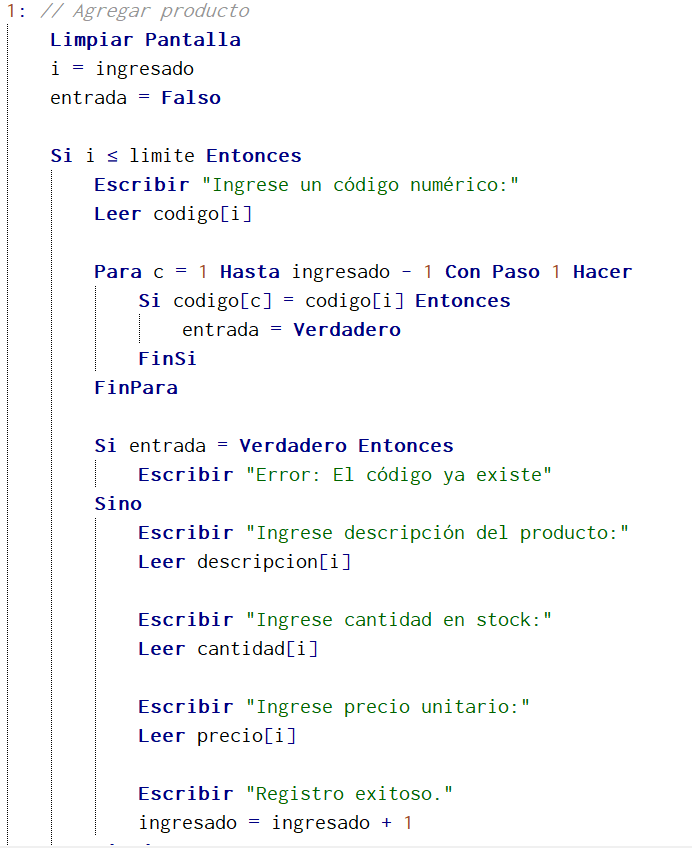 1: // Agregar producto
Limpiar Pantalla
i = ingresado
entrada = Falso
Si i ≤ limite Entonces
Escribir "Ingrese un código numérico:"
Leer codigo[i]
Para c = 1 Hasta ingresado - 1 Con Paso 1 Hacer
Si codigo[c] = codigo[i] Entonces
entrada = Verdadero
FinSi
FinPara
Si entrada = Verdadero Entonces
Escribir "Error: El código ya existe"
Sino
Escribir "Ingrese descripción del producto:"
Leer descripcion[i]
Escribir "Ingrese cantidad en stock:"
Leer cantidad[i]
Escribir "Ingrese precio unitario:"
Leer precio[i]
Escribir "Registro exitoso."
ingresado = ingresado + 1